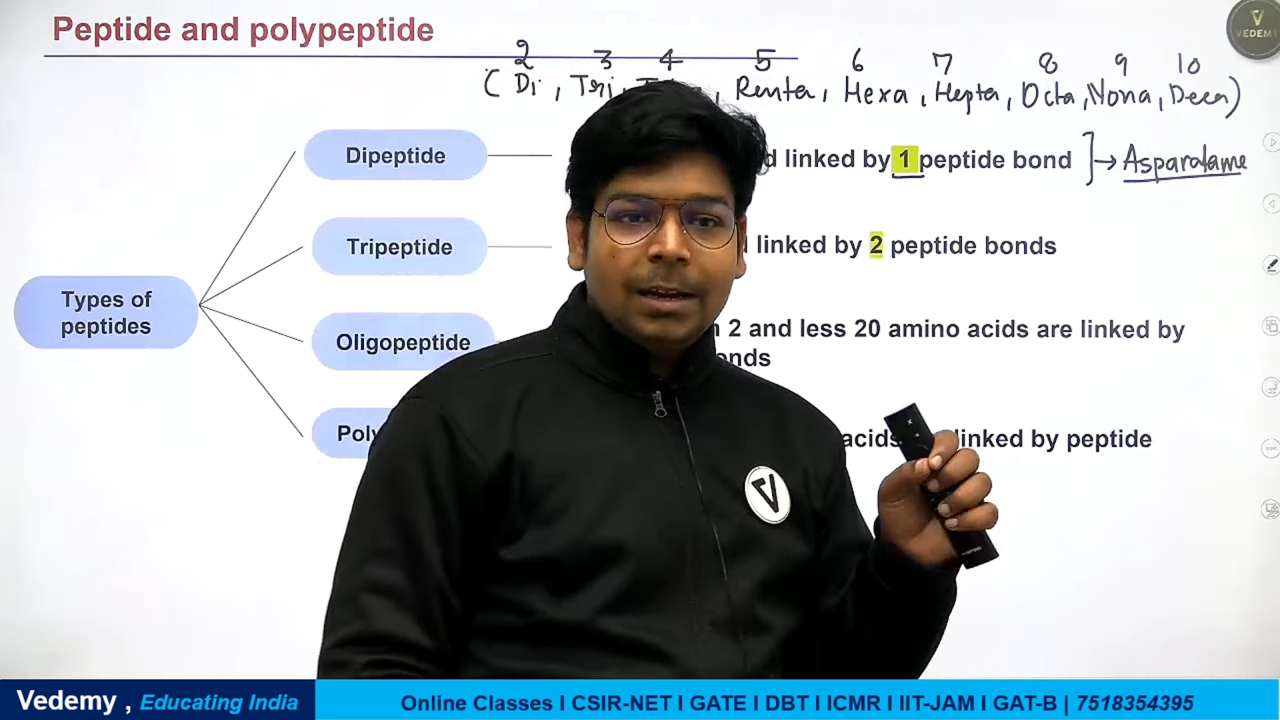 Peptide and polypeptide
VEDEMY
2 3 4 5 6 7 8 9 10
(Di, Tri, , Penta, Hexa, Hepta, Octa, Nona, Deca)
Dipeptide
linked by 1 peptide bond
→ Asparatame
Tripeptide
linked by 2 peptide bonds
Types of
peptides
Oligopeptide
2 and less 20 amino acids are linked by
acids linked by peptide
V
Vedemy , Educating India
Online Classes I CSIR-NET I GATE I DBT I ICMR I IIT-JAM I GAT-B | 7518354395